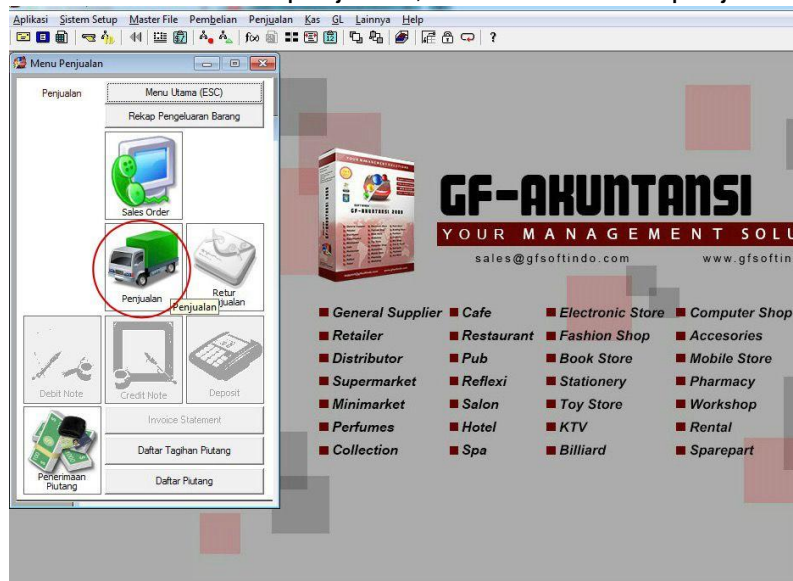 Aplikasi Sistem Setup Master File Pembelian Penjualan Kas GL Lainnya Help
Menu Penjualan
Penjualan
Menu Utama (ESC)
Rekap Pengeluaran Barang
Sales Order
Penjualan
Retur
Penjualan
Debit Note
Credit Note
Deposit
Invoice Statement
Daftar Tagihan Piutang
Penerimaan
Piutang
Daftar Piutang
GF-AKUNTANSI
YOUR MANAGEMENT SOLU
sales@gfsoftindo.com www.gfsoftin
General Supplier Cafe Electronic Store Computer Shop
Retailer Restaurant Fashion Shop Accesories
Distributor Pub Book Store Mobile Store
Supermarket Reflexi Stationery Pharmacy
Minimarket Salon Toy Store Workshop
Perfumes Hotel KTV Rental
Collection Spa Billiard Sparepart